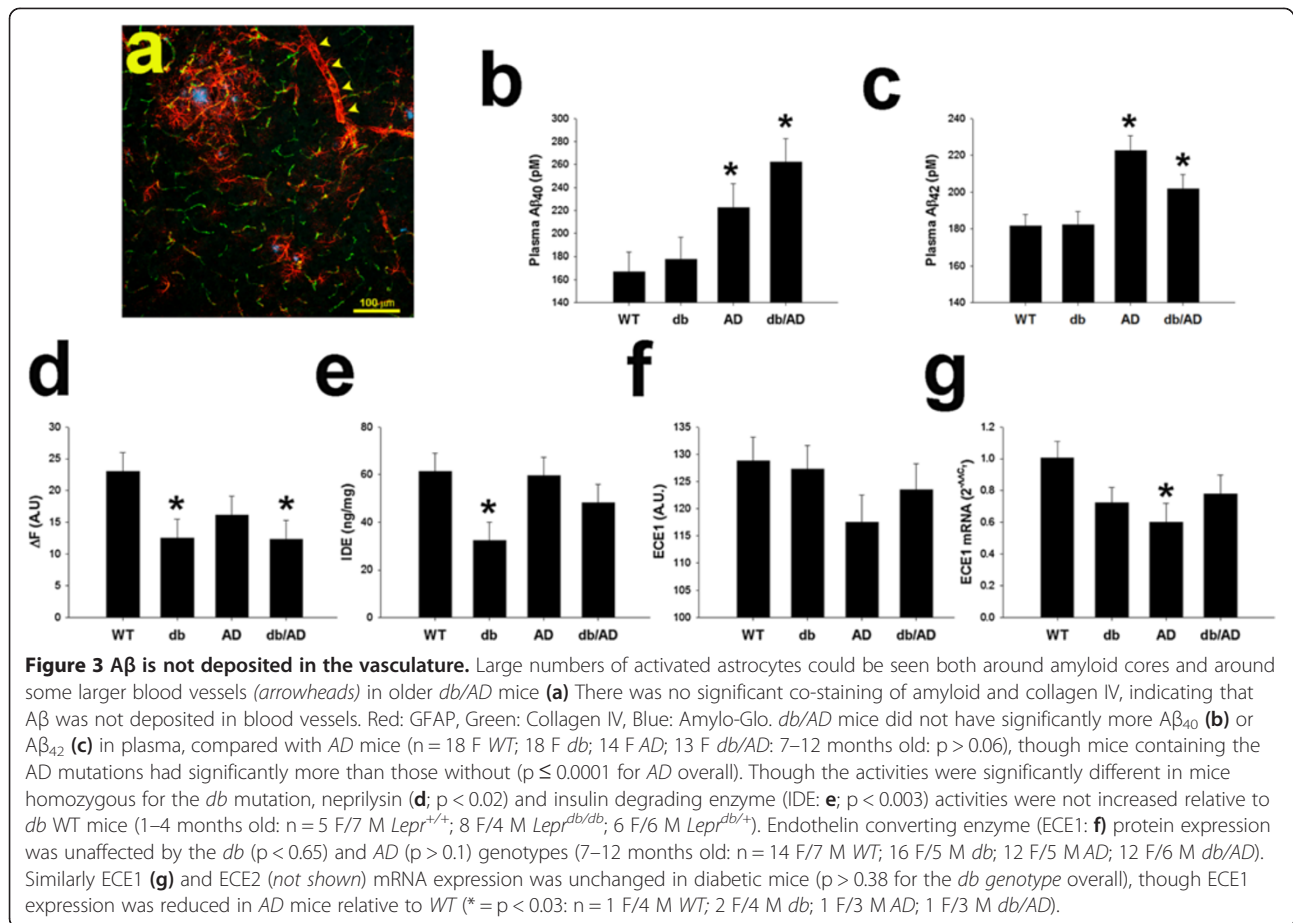 a
100 μm
b
Plasma Aβ40 (pM)
300
280
260
240
220
200
180
160
140
*
*
WT db AD db/AD
c
Plasma Aβ42 (pM)
240
220
200
180
160
140
*
*
WT db AD db/AD
d
ΔF (A.U)
30
25
20
15
10
5
0
*
*
WT db AD db/AD
e
IDE (ng/mg)
80
60
40
20
0
*
WT db AD db/AD
f
ECE1 (A.U.)
135
130
125
120
115
110
105
100
WT db AD db/AD
g
ECE1 mRNA (2^-ΔΔCT)
1.2
1.0
0.8
0.6
0.4
0.2
0.0
*
WT db AD db/AD
Figure 3 Aβ is not deposited in the vasculature. Large numbers of activated astrocytes could be seen both around amyloid cores and around
some larger blood vessels (arrowheads) in older db/AD mice (a) There was no significant co-staining of amyloid and collagen IV, indicating that
Aβ was not deposited in blood vessels. Red: GFAP, Green: Collagen IV, Blue: Amylo-Glo. db/AD mice did not have significantly more Aβ40 (b) or
Aβ42 (c) in plasma, compared with AD mice (n = 18 F WT; 18 F db; 14 F AD; 13 F db/AD: 7–12 months old: p > 0.06), though mice containing the
AD mutations had significantly more than those without (p ≤ 0.0001 for AD overall). Though the activities were significantly different in mice
homozygous for the db mutation, neprilysin (d; p < 0.02) and insulin degrading enzyme (IDE: e; p < 0.003) activities were not increased relative to
db WT mice (1–4 months old: n = 5 F/7 M Lepr+/+; 8 F/4 M Leprdb/db; 6 F/6 M Leprdb/+). Endothelin converting enzyme (ECE1: f) protein expression
was unaffected by the db (p < 0.65) and AD (p > 0.1) genotypes (7–12 months old: n = 14 F/7 M WT; 16 F/5 M db; 12 F/5 M AD; 12 F/6 M db/AD).
Similarly ECE1 (g) and ECE2 (not shown) mRNA expression was unchanged in diabetic mice (p > 0.38 for the db genotype overall), though ECE1
expression was reduced in AD mice relative to WT (* = p < 0.03: n = 1 F/4 M WT; 2 F/4 M db; 1 F/3 M AD; 1 F/3 M db/AD).